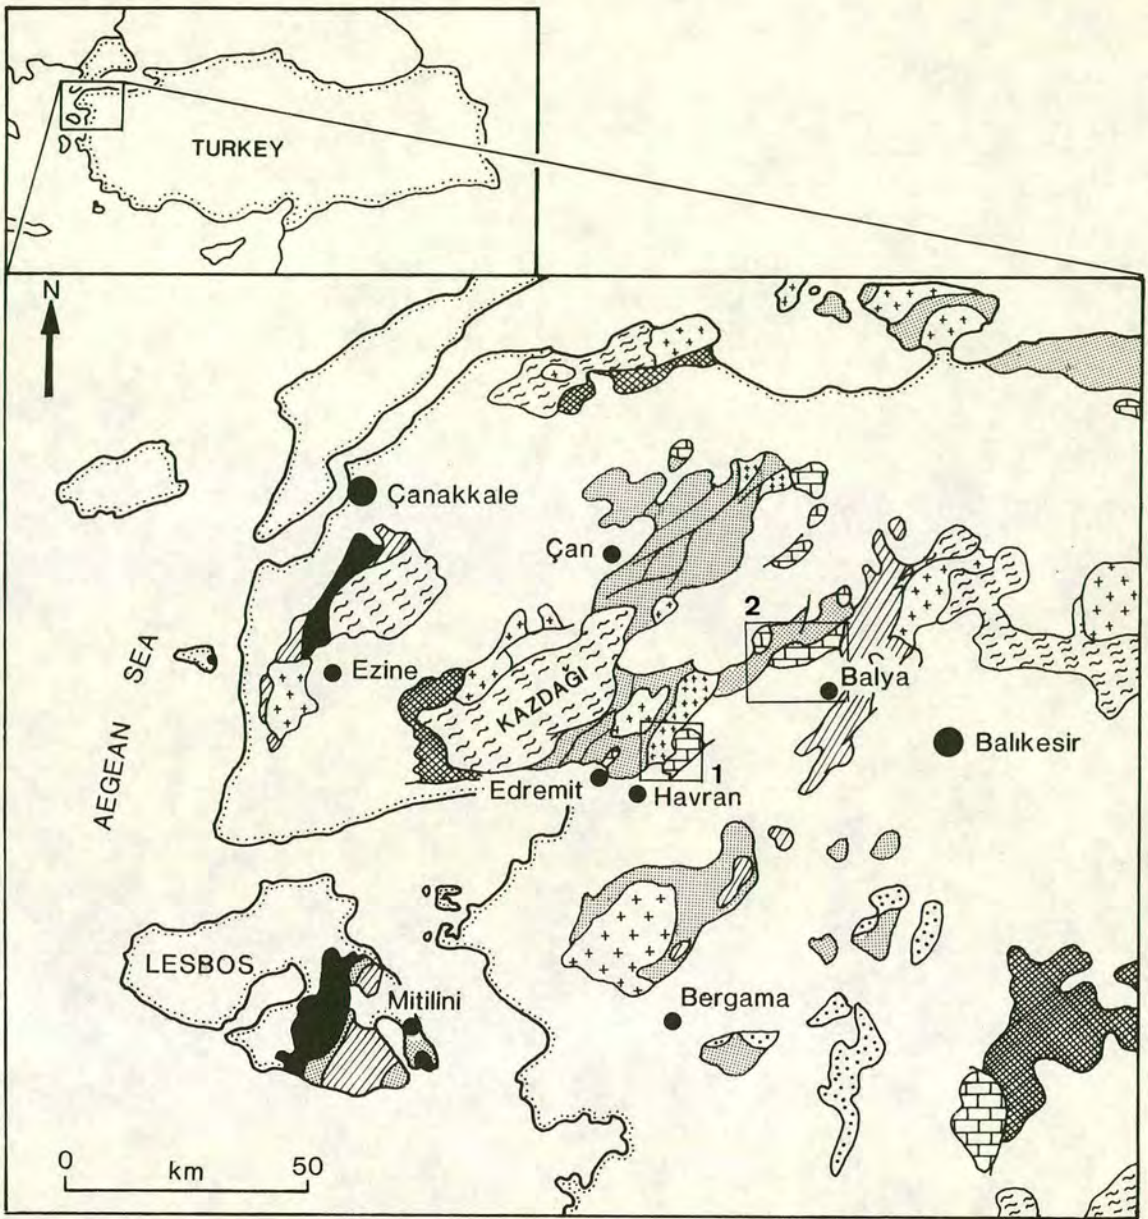 TURKEY
N
Çanakkale
Çan
2
AEGEAN SEA
Ezine
KAZDAĞI
Balya
Balıkesir
Edremit
1
Havran
LESBOS
Mitilini
Bergama
0 50
km